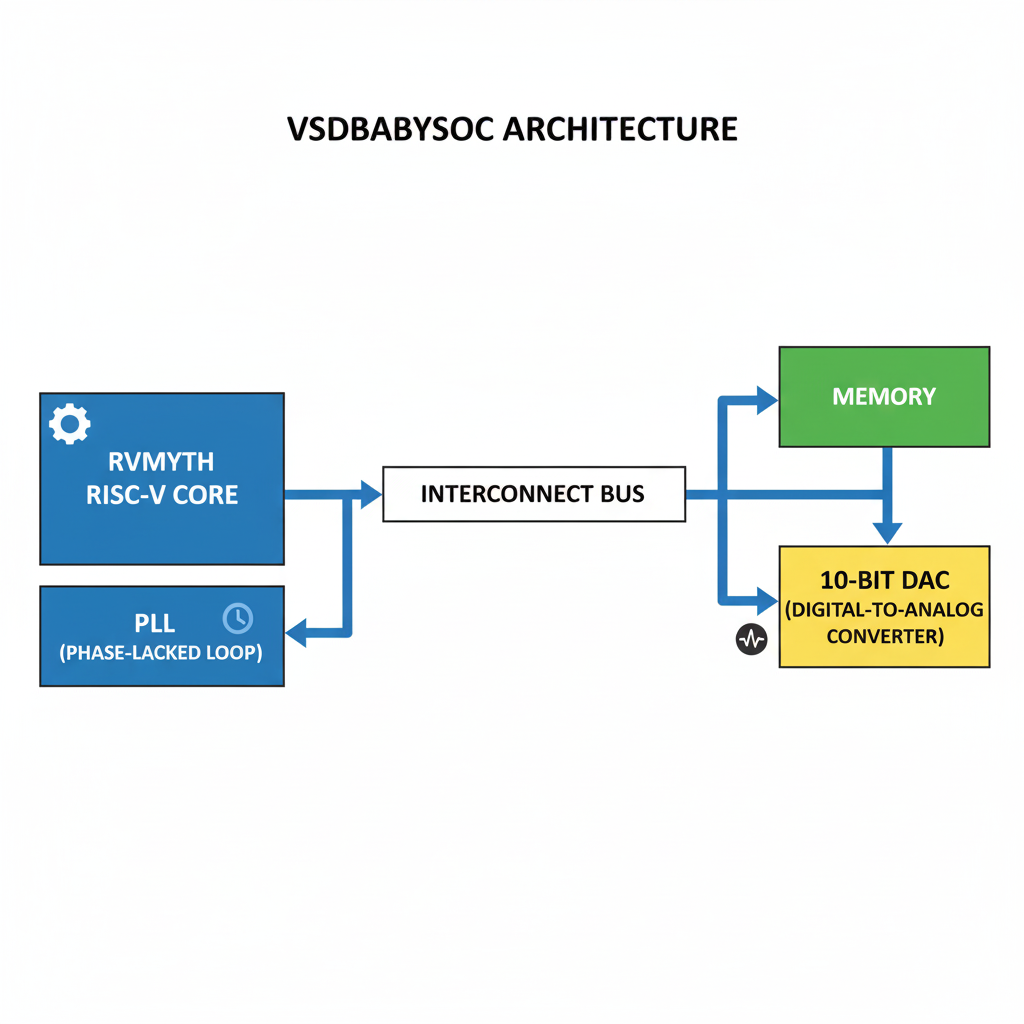 VSDBABYSOC ARCHITECTURE
RVMYTH
RISC-V CORE
PLL
(PHASE-LACKED LOOP)
INTERCONNECT BUS
MEMORY
10-BIT DAC
(DIGITAL-TO-ANALOG
CONVERTER)